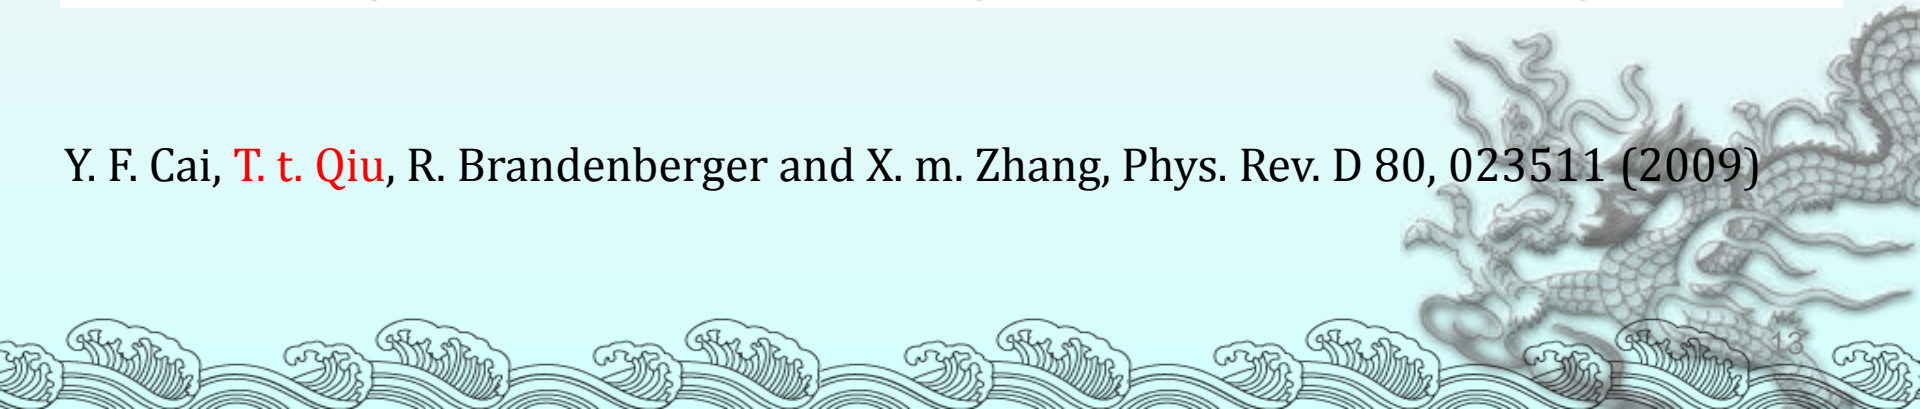 Y. F. Cai, T. t. Qiu, R. Brandenberger and X. m. Zhang, Phys. Rev. D 80, 023511 (2009)
13